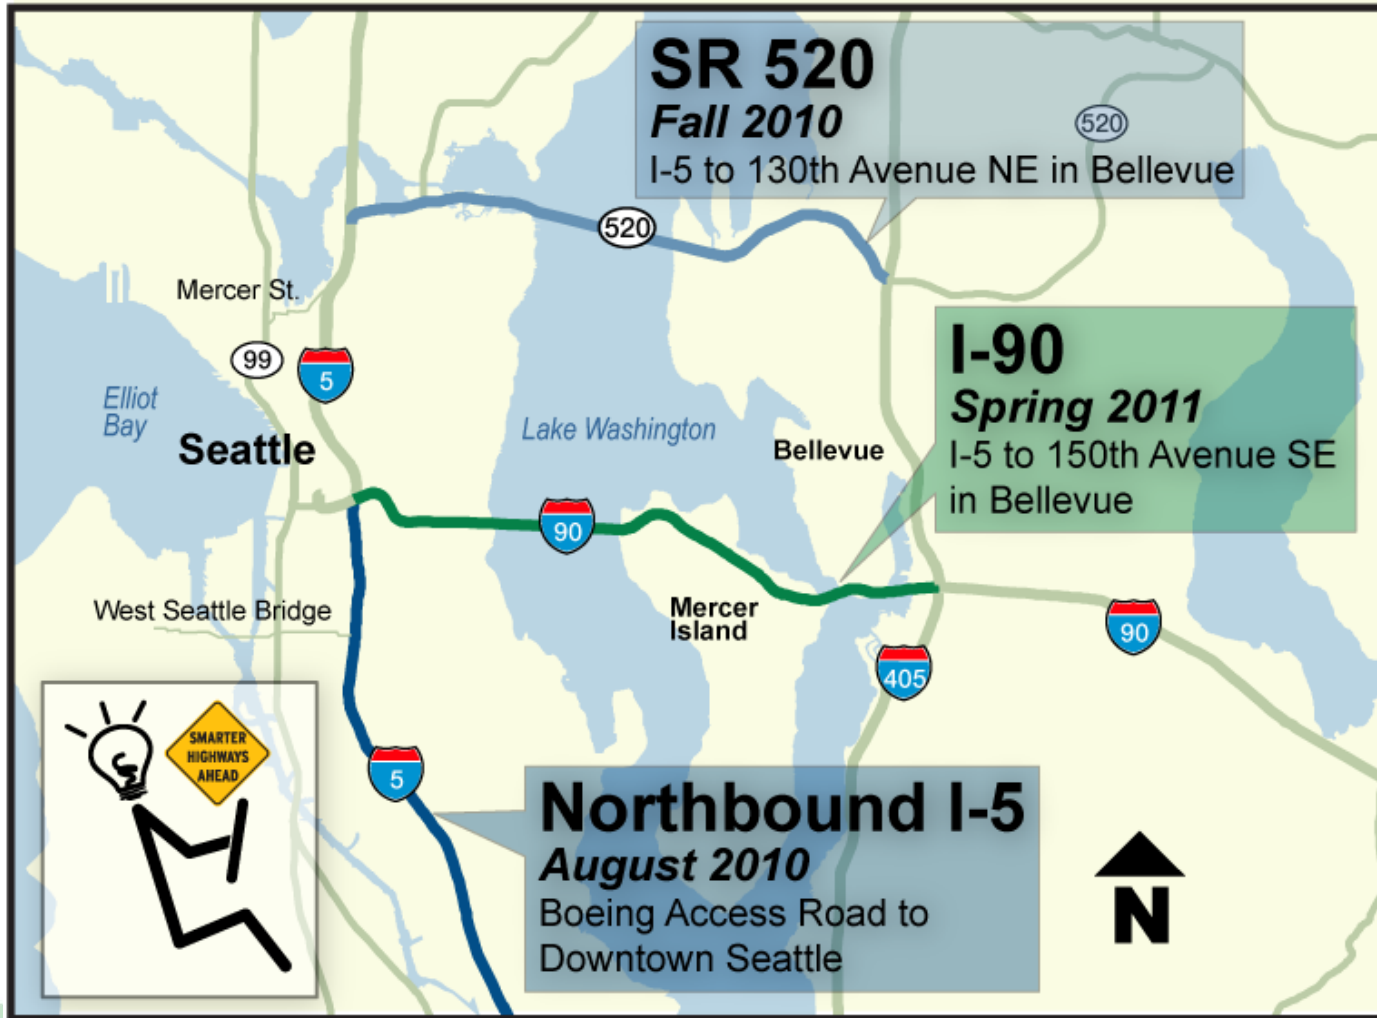 SR 520
Fall 2010
I-5 to 130th Avenue NE in Bellevue
520
520
Mercer St.
99
5
I-90
Spring 2011
I-5 to 150th Avenue SE
in Bellevue
Elliot
Bay
Seattle
Lake Washington
Bellevue
90
West Seattle Bridge
Mercer
Island
90
405
SMARTER
HIGHWAYS
AHEAD
5
Northbound I-5
August 2010
Boeing Access Road to
Downtown Seattle
N